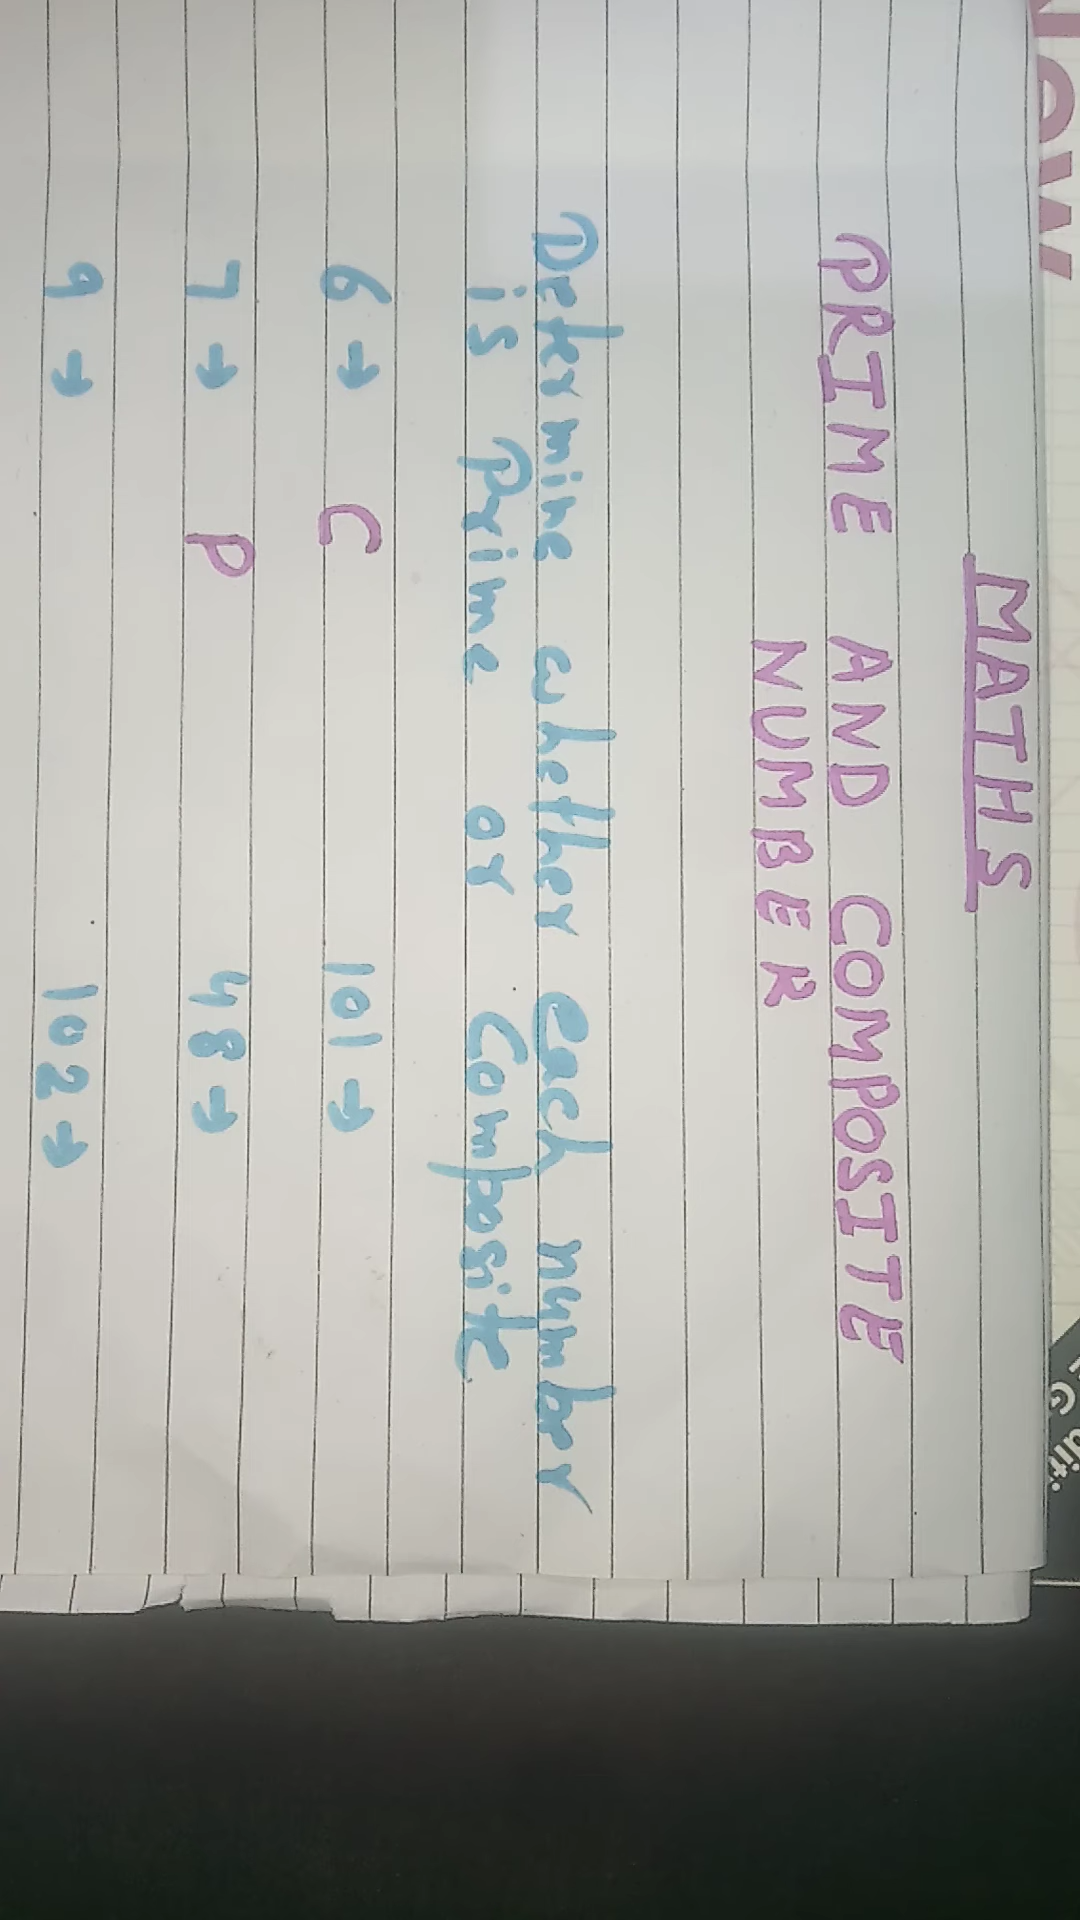 NOW
MATHS
PRIME AND COMPOSITE
NUMBER
Determine whether each number
is Prime or Composite
6 → C 101 →
7 → P 48 →
9 → 102 →